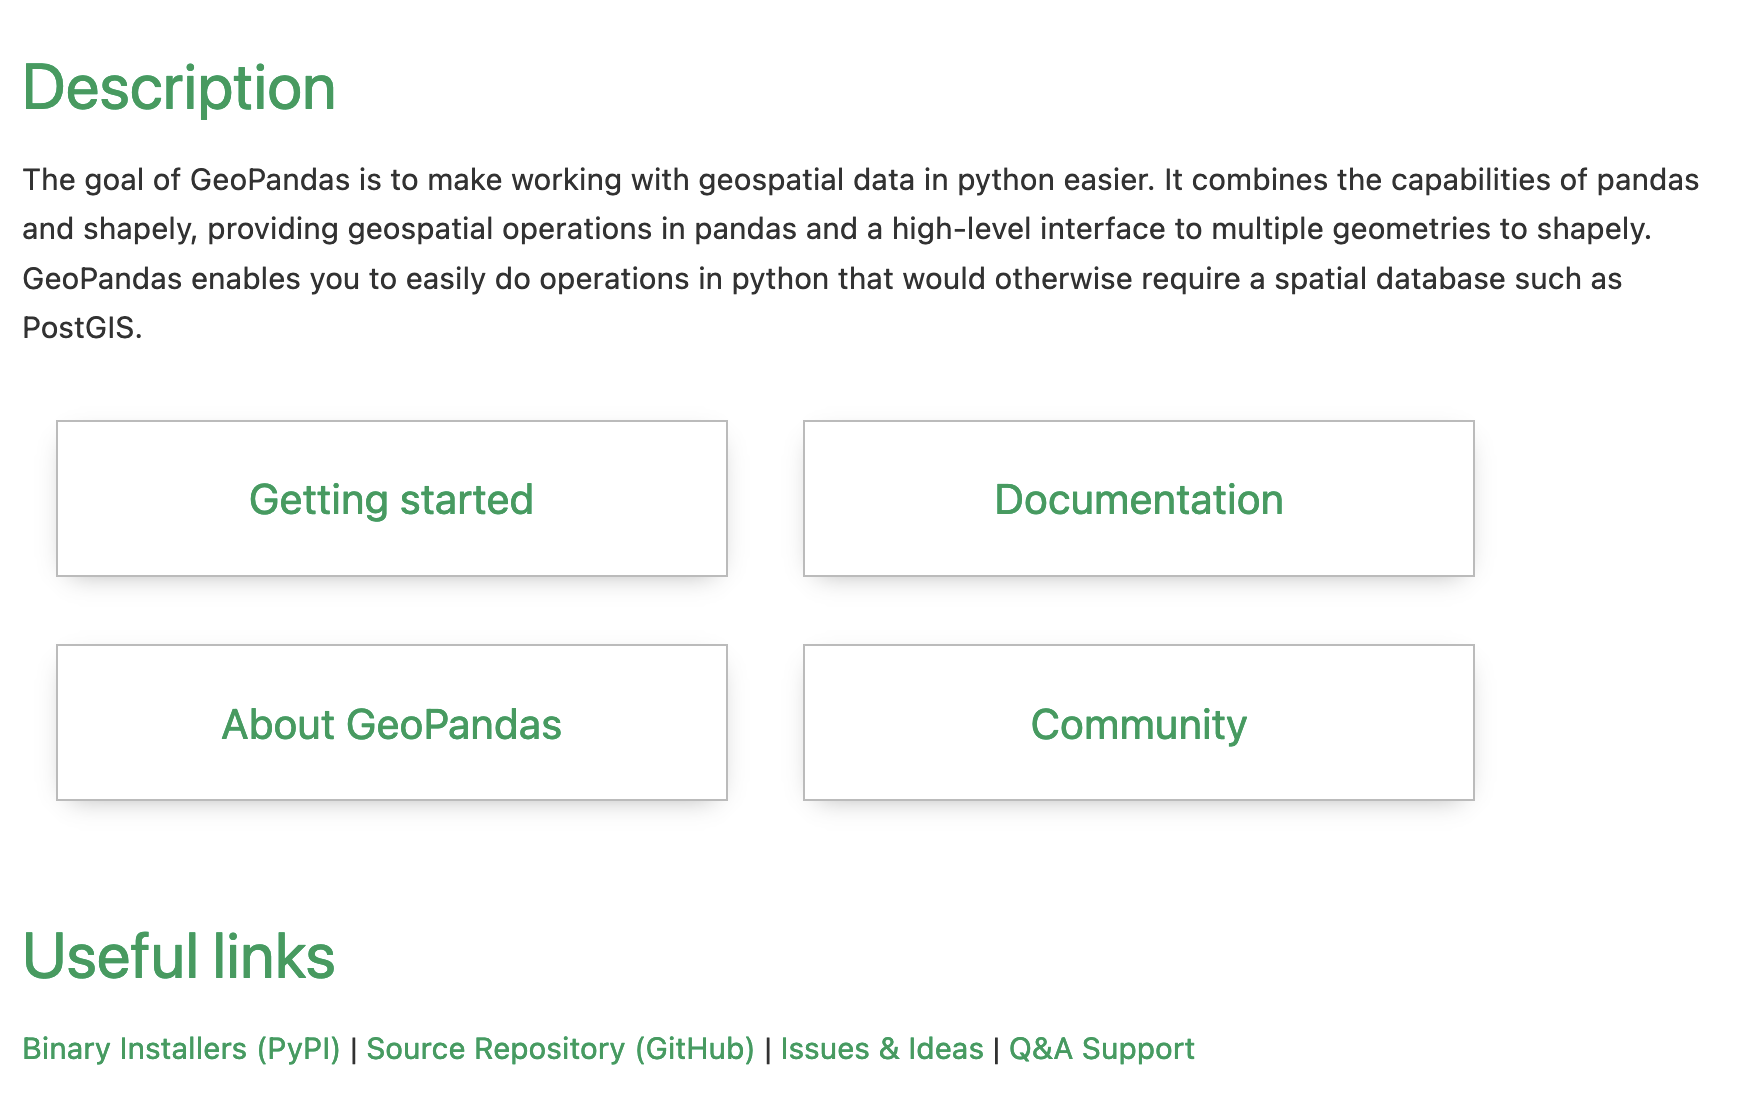 Description
The goal of GeoPandas is to make working with geospatial data in python easier. It combines the capabilities of pandas
and shapely, providing geospatial operations in pandas and a high-level interface to multiple geometries to shapely.
GeoPandas enables you to easily do operations in python that would otherwise require a spatial database such as
PostGIS.
Getting started
Documentation
About GeoPandas
Community
Useful links
Binary Installers (PyPI) | Source Repository (GitHub) | Issues & Ideas | Q&A Support